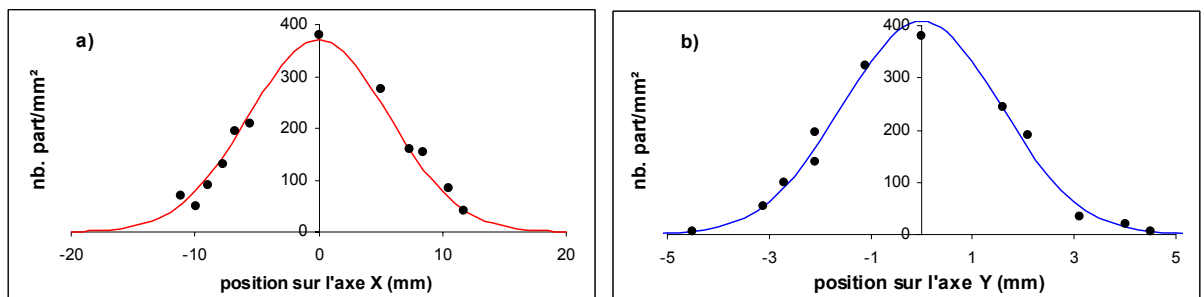 a)
nb. part/mm²
400
300
200
100
0
-20 -10 0 10 20
position sur l'axe X (mm)
b)
nb. part/mm²
400
300
200
100
0
-5 -3 -1 1 3 5
position sur l'axe Y (mm)